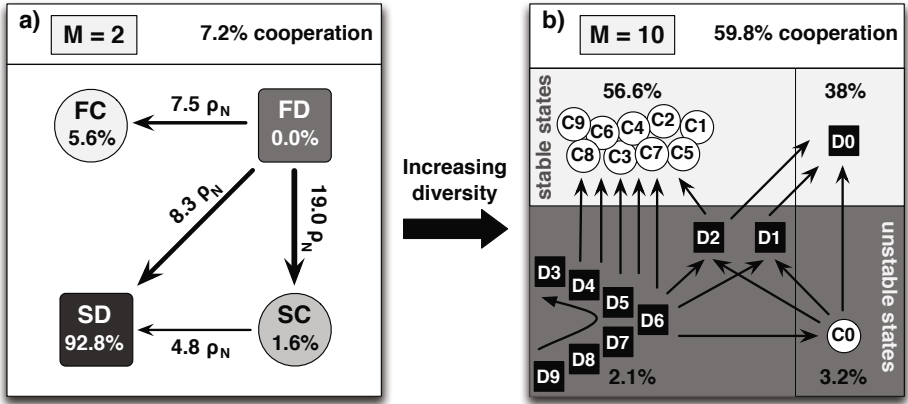 a)
M = 2
7.2% cooperation
FC
5.6%
7.5 ρN
FD
0.0%
8.3 ρN
19.0 ρN
SD
92.8%
4.8 ρN
SC
1.6%
Increasing
diversity
b)
M = 10
59.8% cooperation
stable states
56.6%
38%
C9
C6
C4
C2
C1
C8
C3
C7
C5
D0
unstable states
D2
D1
D3
D4
D5
D6
D7
D8
D9
C0
2.1%
3.2%